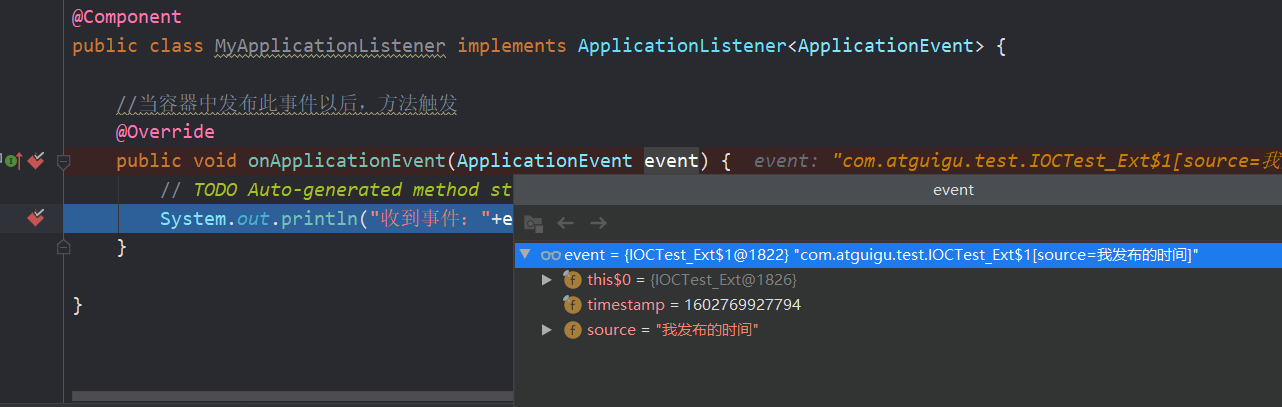 @Component
public class MyApplicationListener implements ApplicationListener<ApplicationEvent> {
//当容器中发布此事件以后，方法触发
@Override
public void onApplicationEvent(ApplicationEvent event) { event: "com.atguigu.test.IOCTest_Ext$1[source=我
// TODO Auto-generated method st
System.out.println("收到事件："+e
}
}
event
event = {IOCTest_Ext$1@1822} "com.atguigu.test.IOCTest_Ext$1[source=我发布的时间]"
this$0 = {IOCTest_Ext@1826}
timestamp = 1602769927794
source = "我发布的时间"